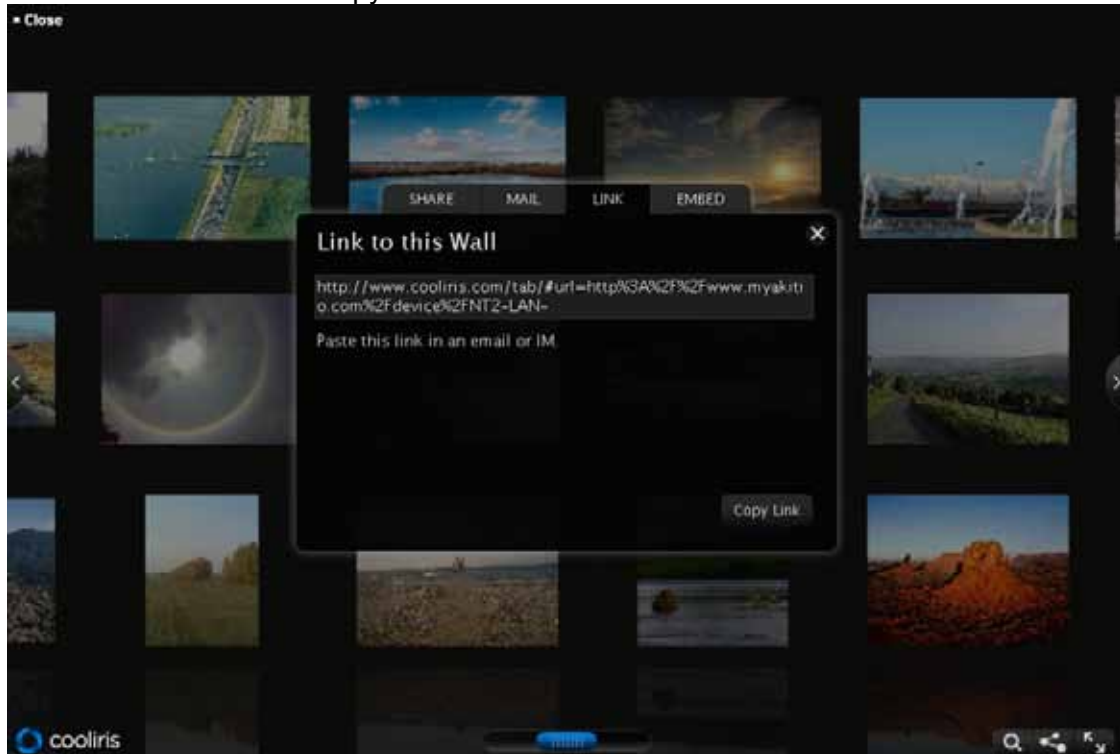 Close
SHARE MAIL LINK EMBED
Link to this Wall
http://www.cooliris.com/tab/#url=http%3A%2F%2Fwww.myakiti
o.com%2Fdevice%2FNT2-LAN-
Paste this link in an email or IM.
Copy Link
cooliris